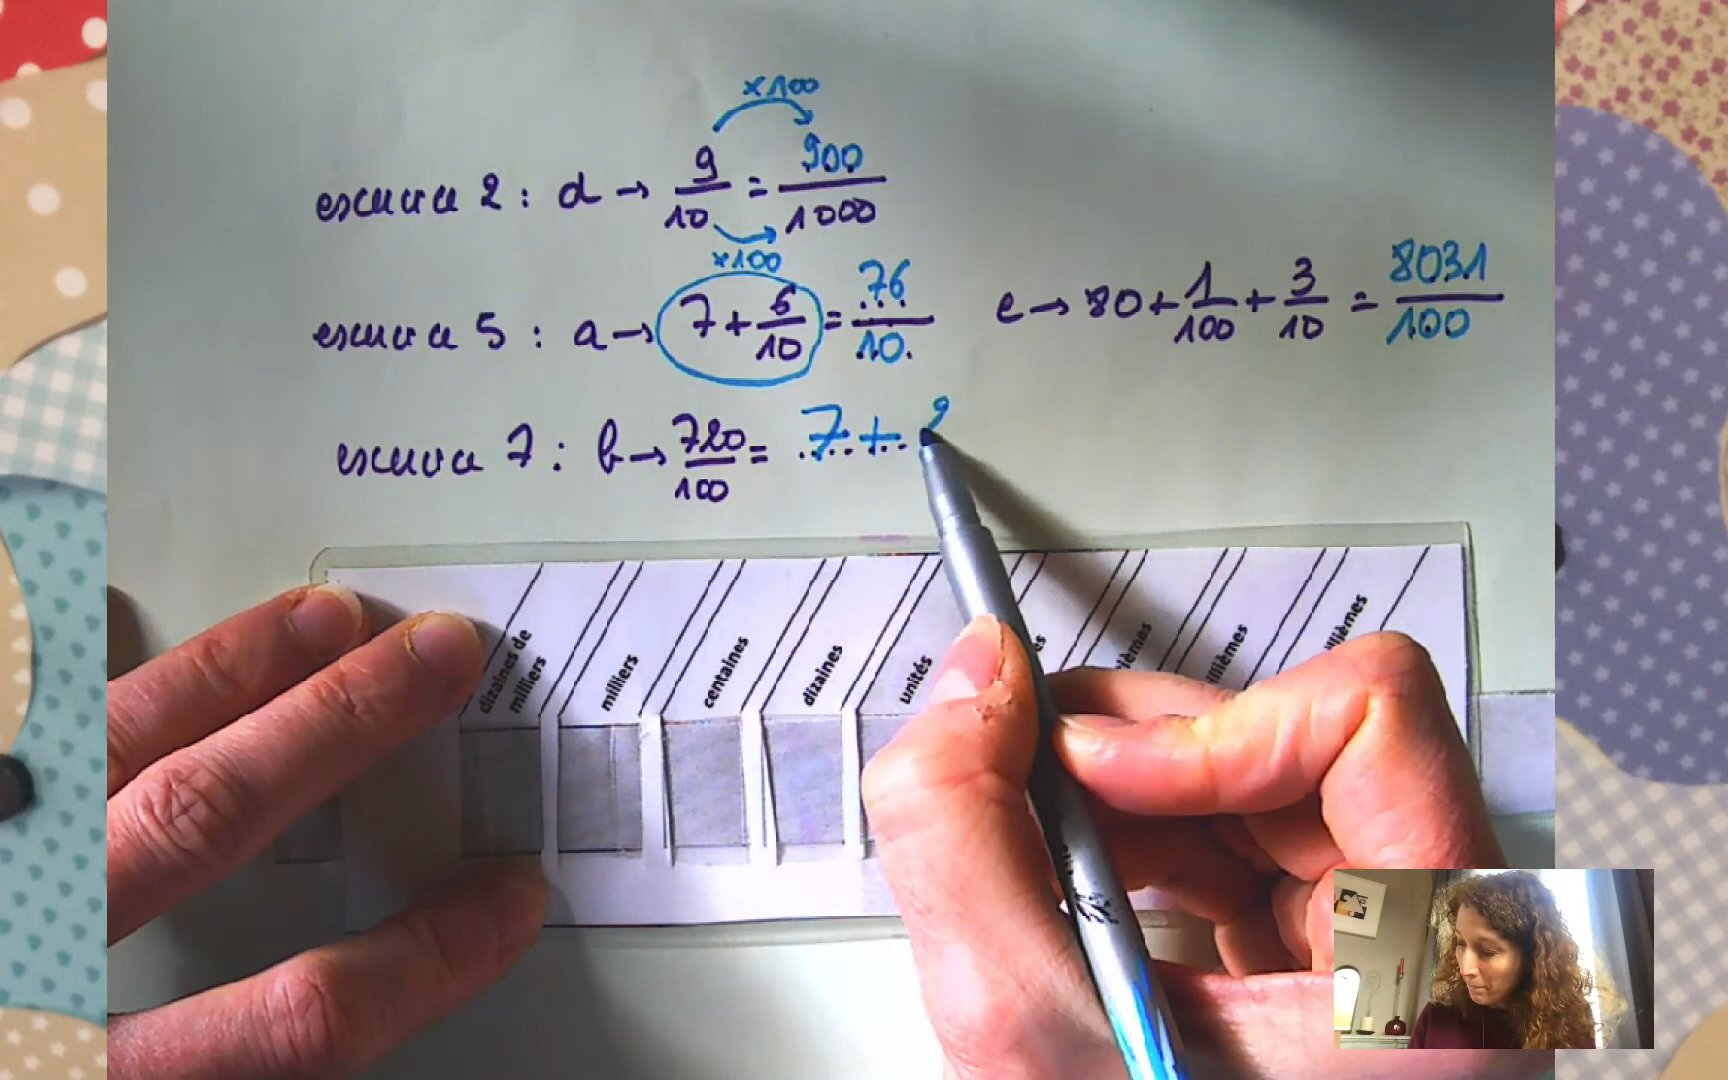 ×100
exercice 2 : d → 9/10 = 900/1000
×100
exercice 5 : a → 7 + 6/10 = 76/10
e → 80 + 1/100 + 3/10 = 8031/100
exercice 7 : b → 720/100 = 7 + 2
dizaines de
milliers
milliers
centaines
dizaines
unités